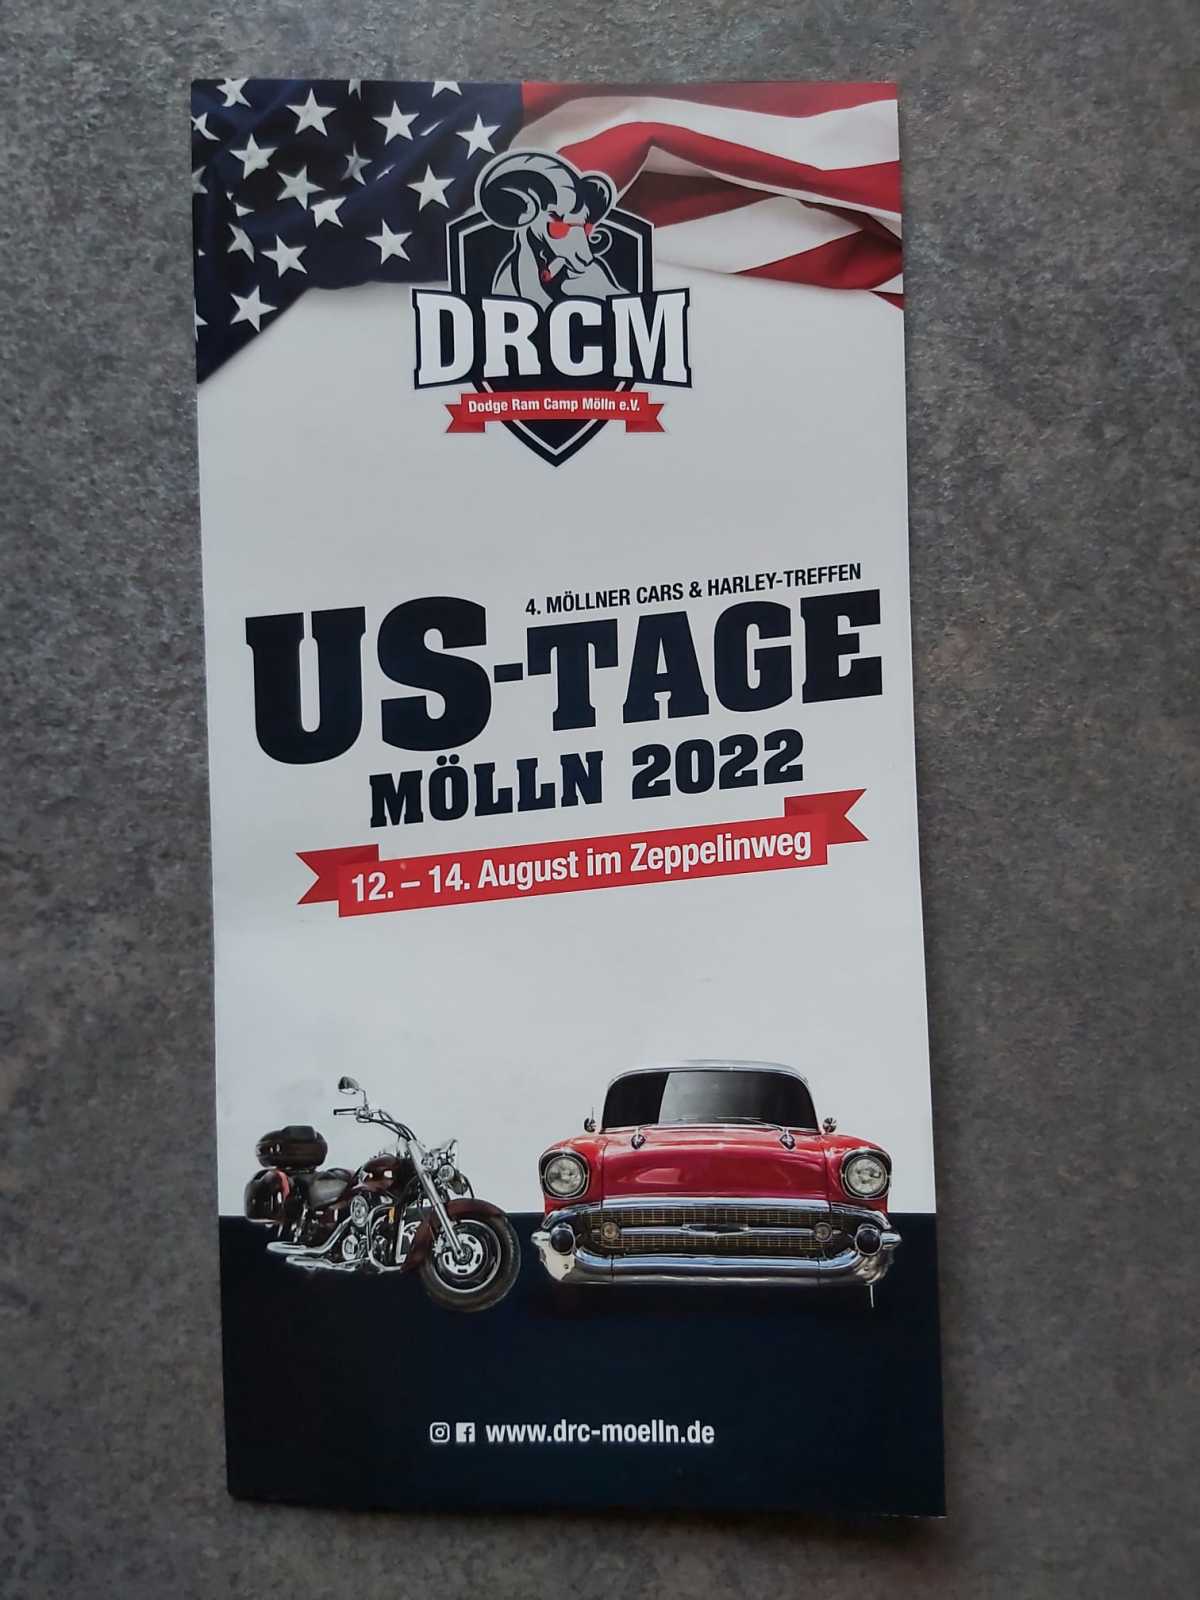 DRCM
Dodge Ram Camp Mölln e.V.
4. MÖLLNER CARS & HARLEY-TREFFEN
US-TAGE
MÖLLN 2022
12. – 14. August im Zeppelinweg
www.drc-moelln.de